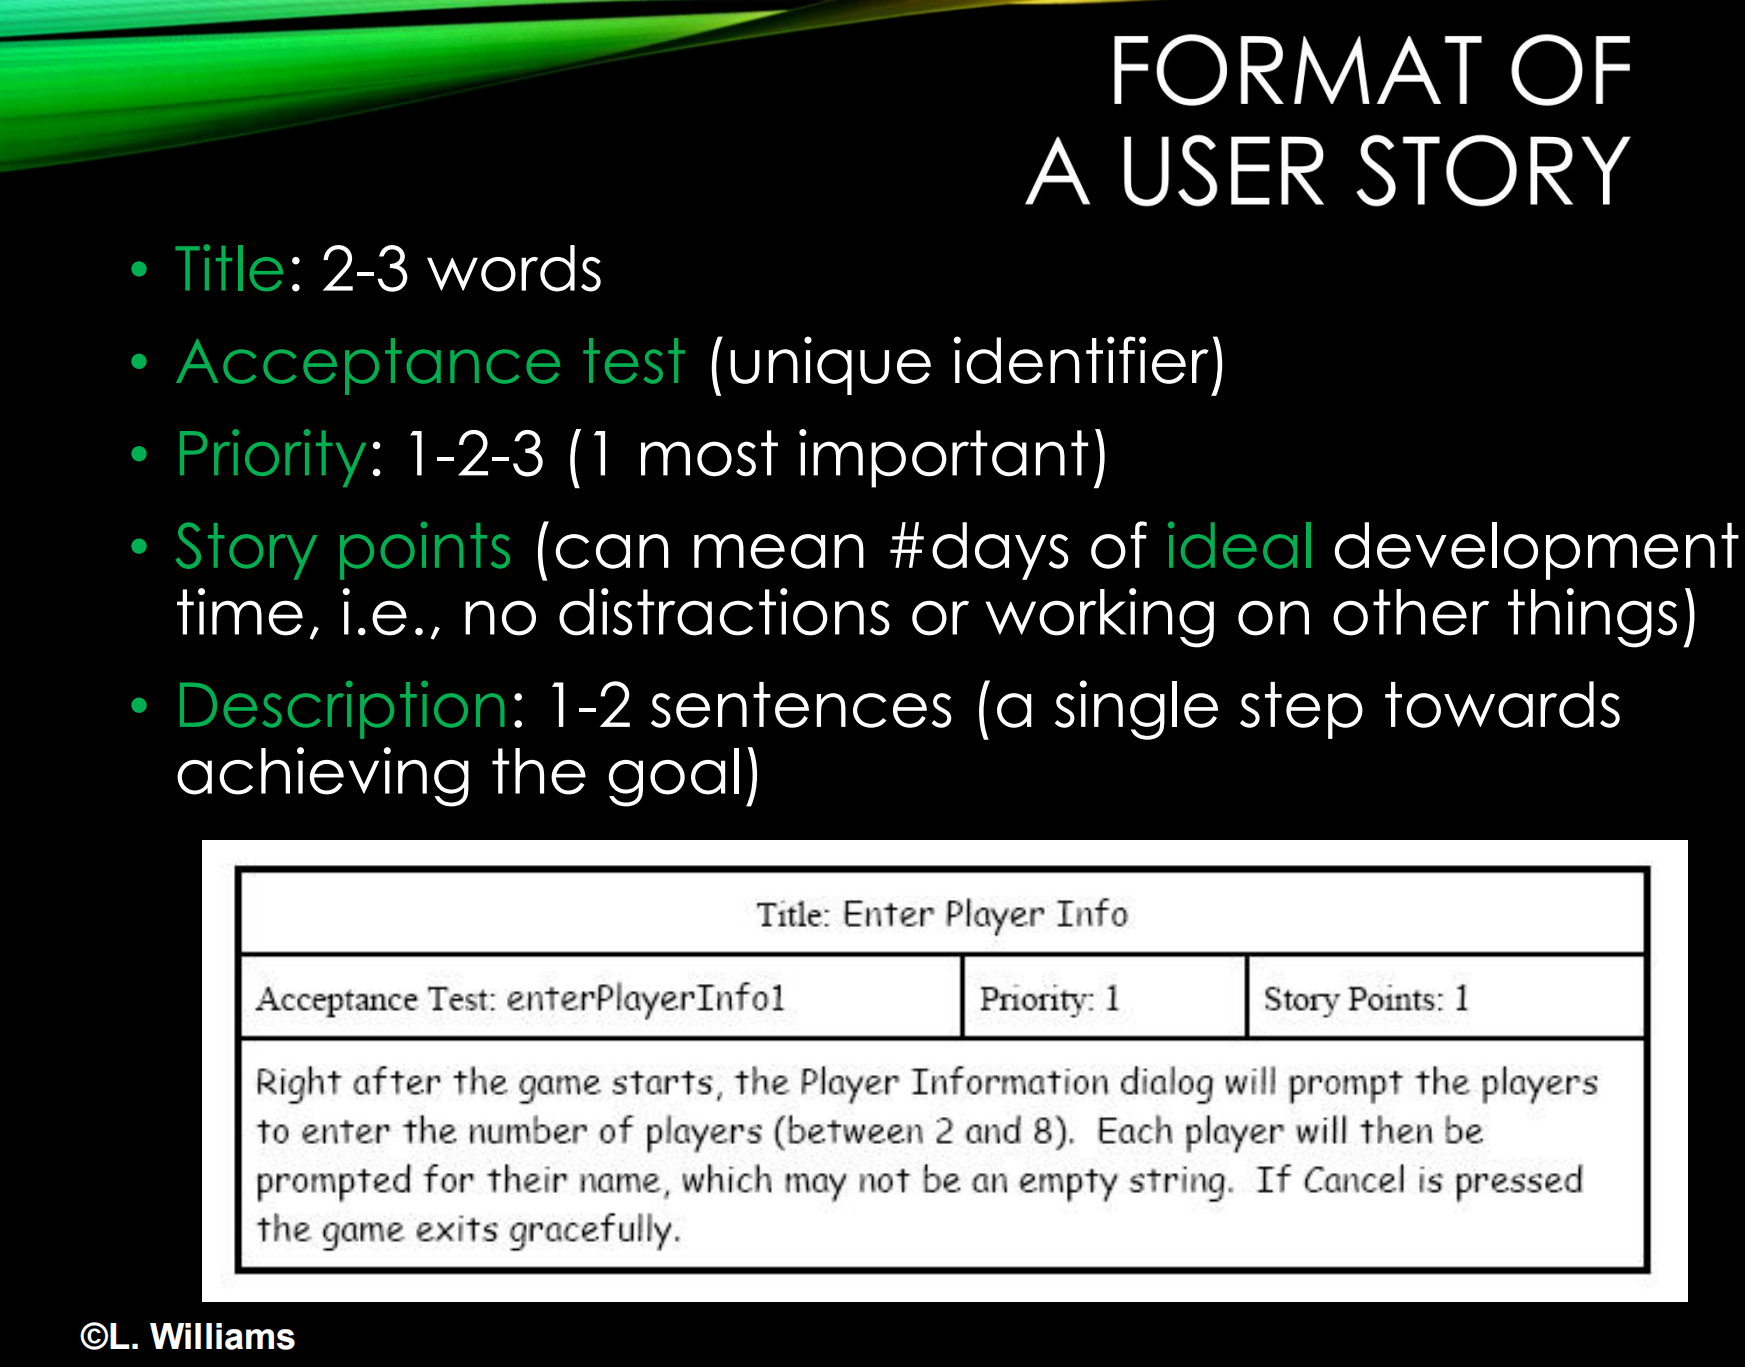 FORMAT OF
A USER STORY
• Title: 2-3 words
• Acceptance test (unique identifier)
• Priority: 1-2-3 (1 most important)
• Story points (can mean #days of ideal development
time, i.e., no distractions or working on other things)
• Description: 1-2 sentences (a single step towards
achieving the goal)
Title: Enter Player Info
Acceptance Test: enterPlayerInfo1 Priority: 1 Story Points: 1
Right after the game starts, the Player Information dialog will prompt the players
to enter the number of players (between 2 and 8). Each player will then be
prompted for their name, which may not be an empty string. If Cancel is pressed
the game exits gracefully.
©L. Williams